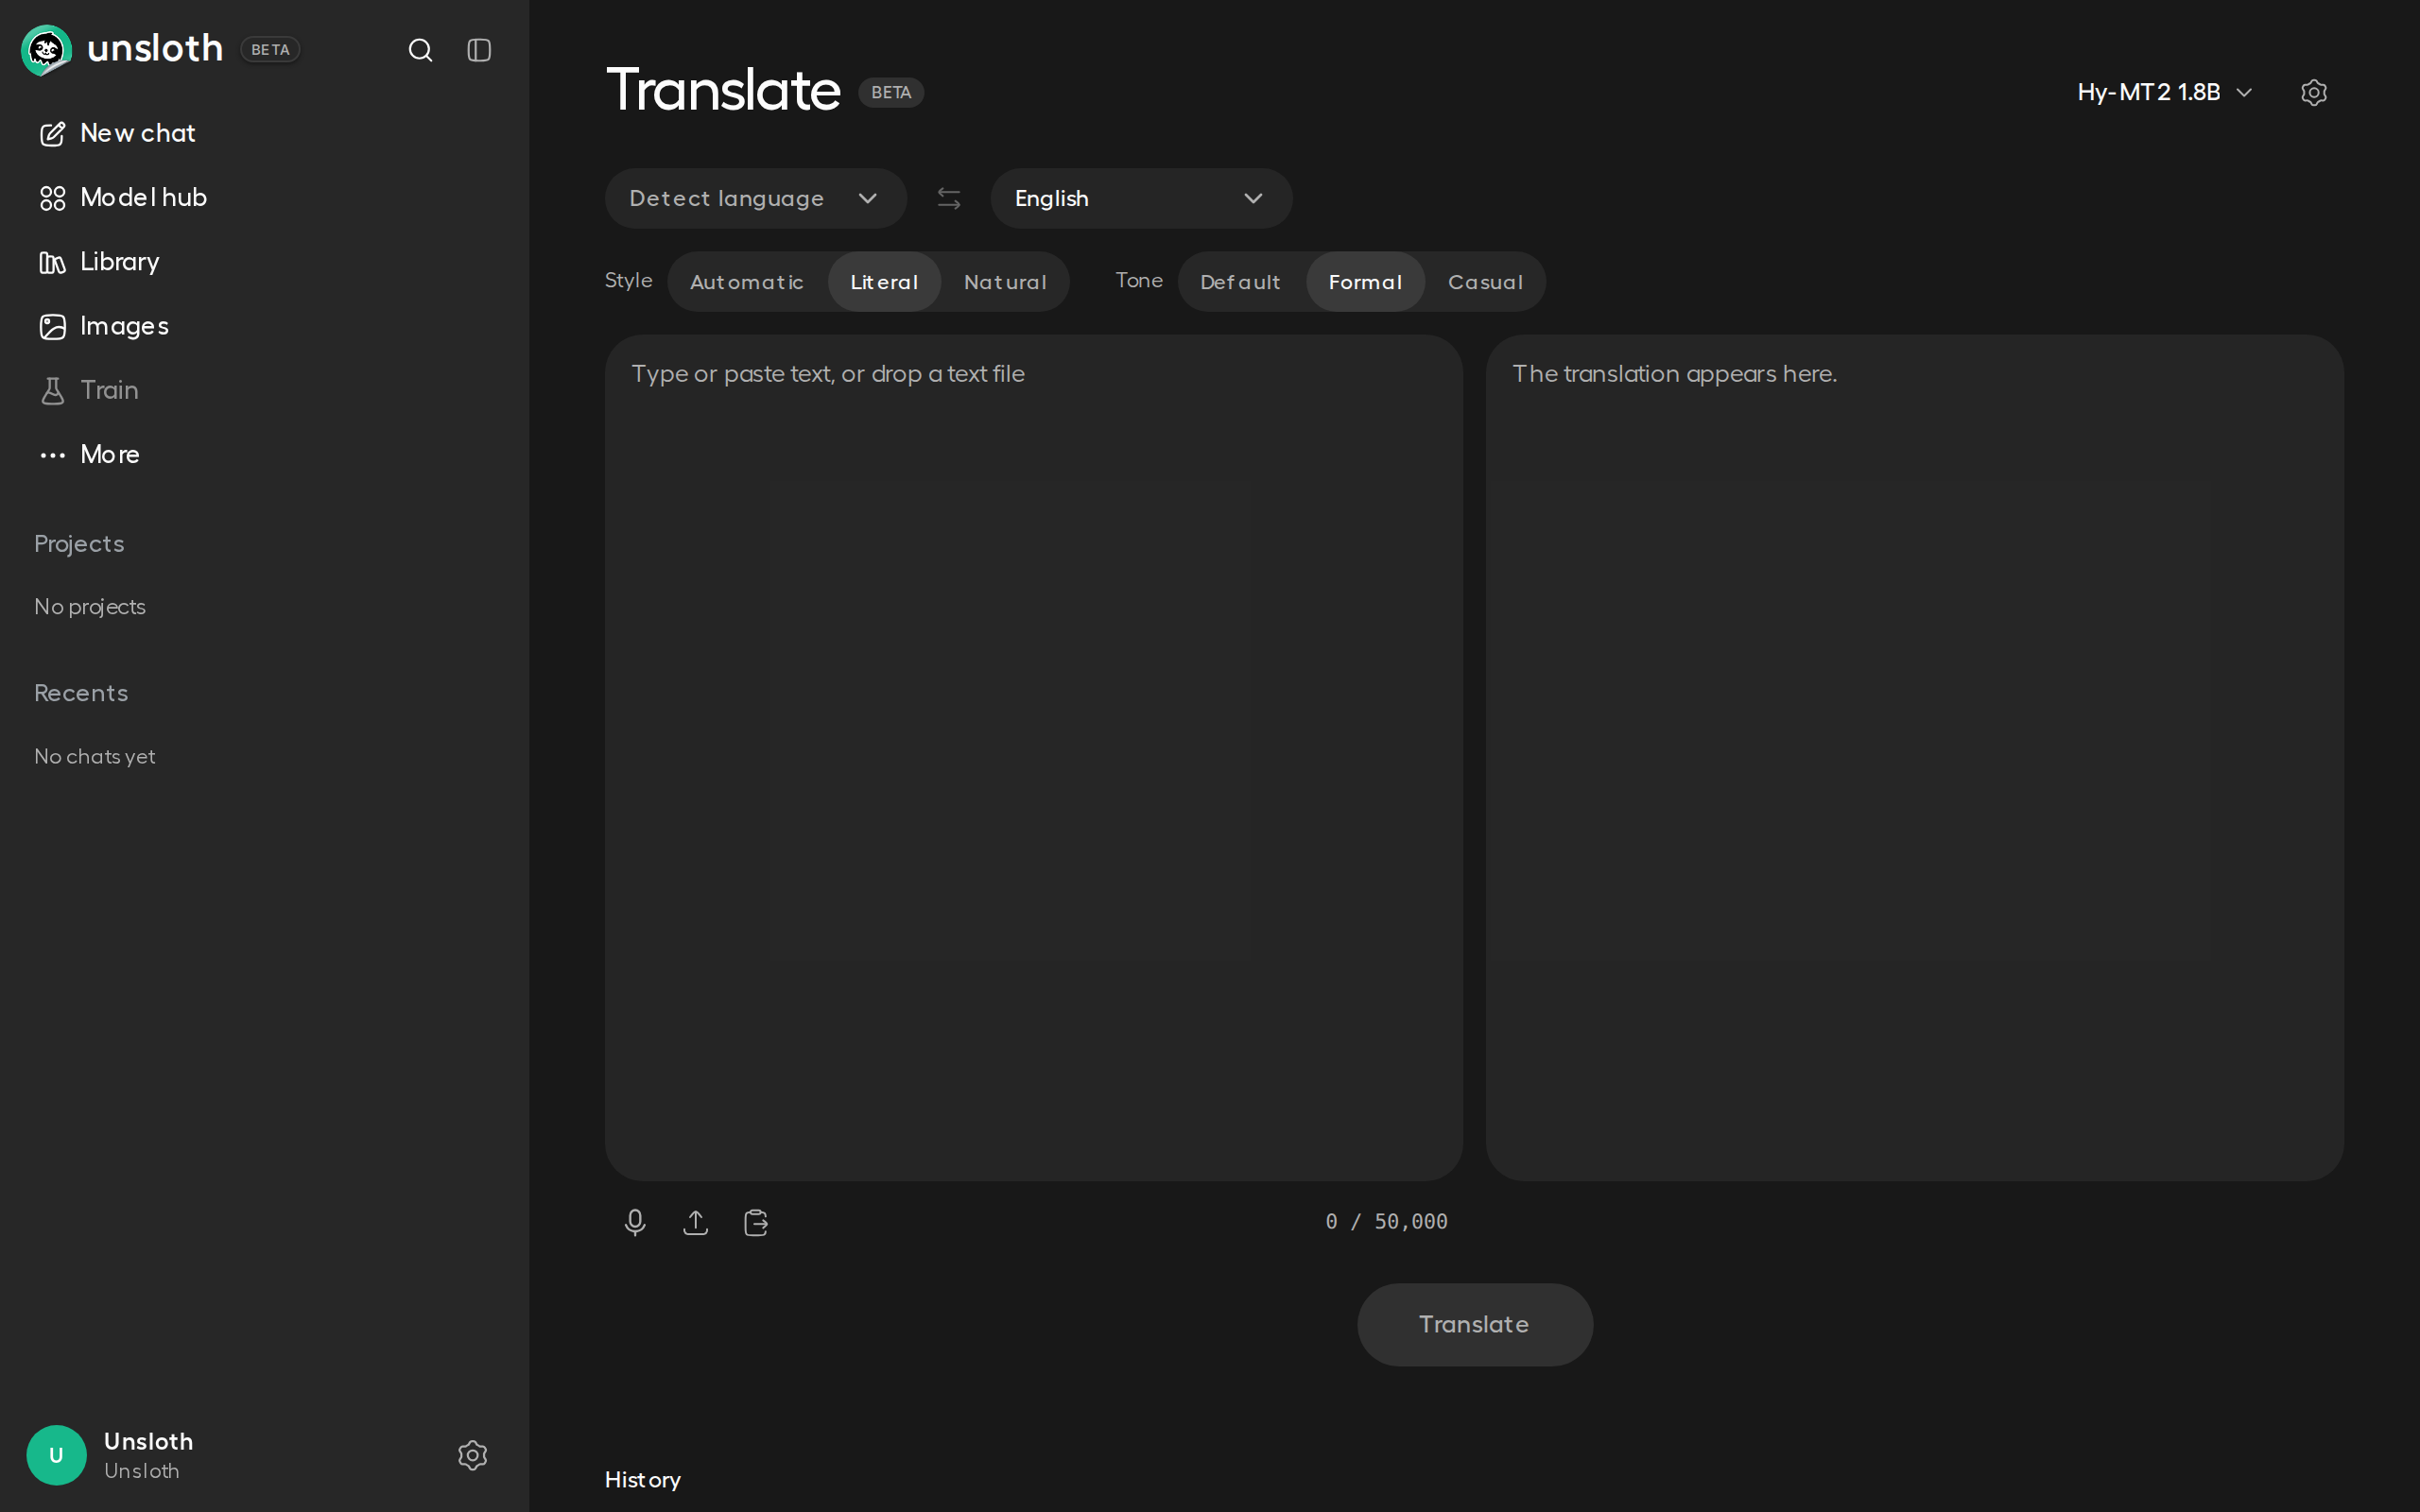 unsloth BETA
New chat
Model hub
Library
Images
Train
More
Projects
No projects
Recents
No chats yet
U
Unsloth
Unsloth
Translate BETA
Hy-MT2 1.8B
Detect language
English
Style Automatic Literal Natural Tone Default Formal Casual
Type or paste text, or drop a text file
The translation appears here.
0 / 50,000
Translate
History